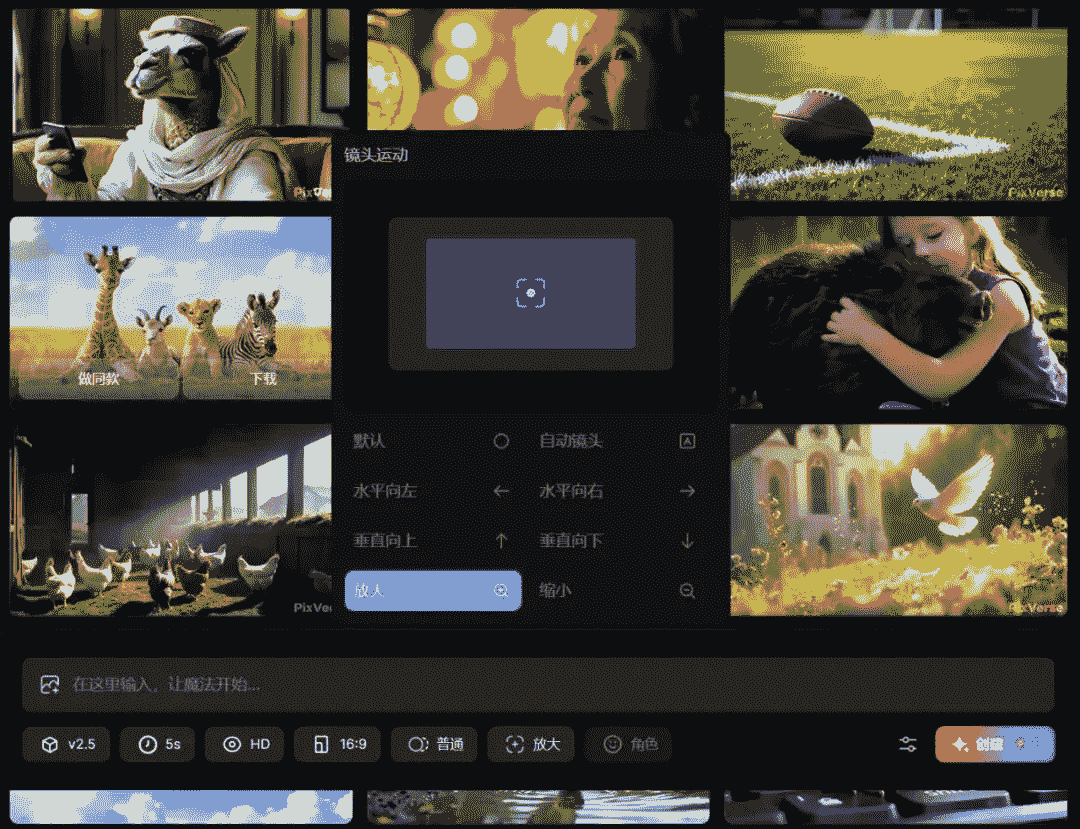 PixVerse
镜头运动
PixVerse
做同款
下载
默认
自动镜头
水平向左
水平向右
垂直向上
垂直向下
放大
缩小
PixVer
PixVerse
在这里输入，让魔法开始...
v2.5
5s
HD
16:9
普通
放大
角色
创建